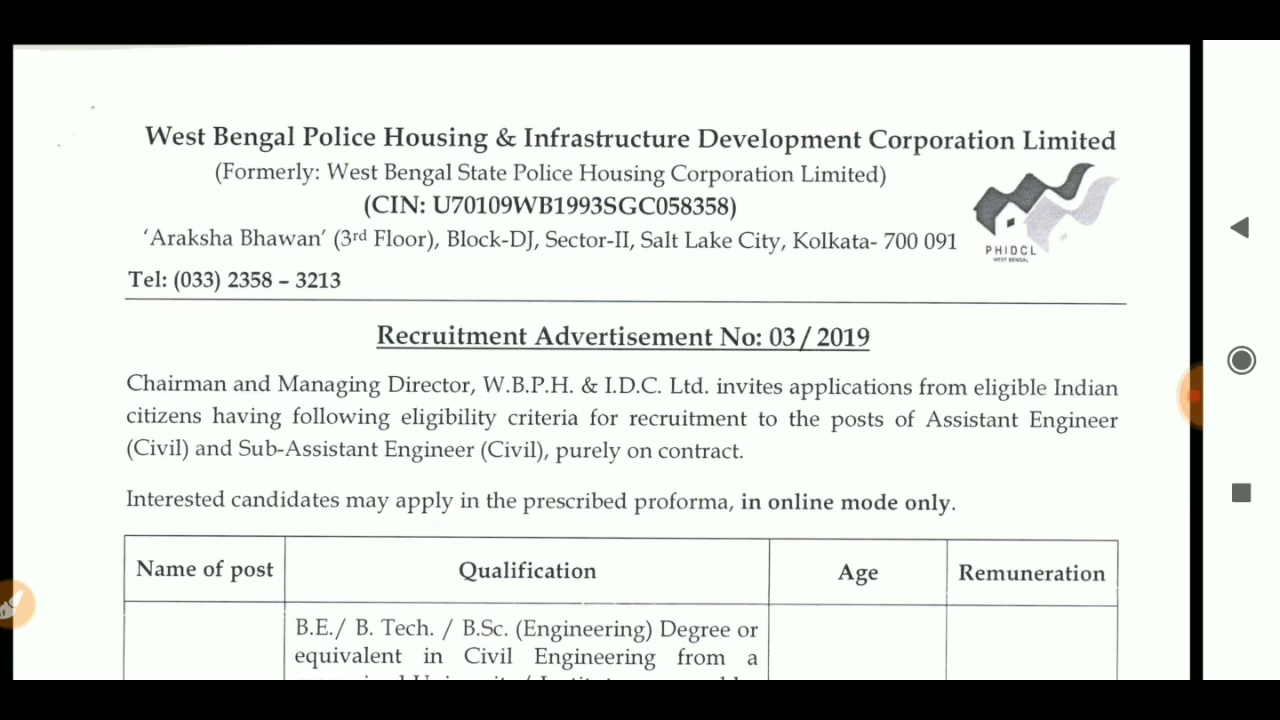 West Bengal Police Housing & Infrastructure Development Corporation Limited
(Formerly: West Bengal State Police Housing Corporation Limited)
(CIN: U70109WB1993SGC058358)
'Araksha Bhawan' (3rd Floor), Block-DJ, Sector-II, Salt Lake City, Kolkata- 700 091
PHIDCL
WEST BENGAL
Tel: (033) 2358 – 3213
Recruitment Advertisement No: 03 / 2019
Chairman and Managing Director, W.B.P.H. & I.D.C. Ltd. invites applications from eligible Indian
citizens having following eligibility criteria for recruitment to the posts of Assistant Engineer
(Civil) and Sub-Assistant Engineer (Civil), purely on contract.
Interested candidates may apply in the prescribed proforma, in online mode only.
Name of post Qualification Age Remuneration
B.E./ B. Tech. / B.Sc. (Engineering) Degree or
equivalent in Civil Engineering from a